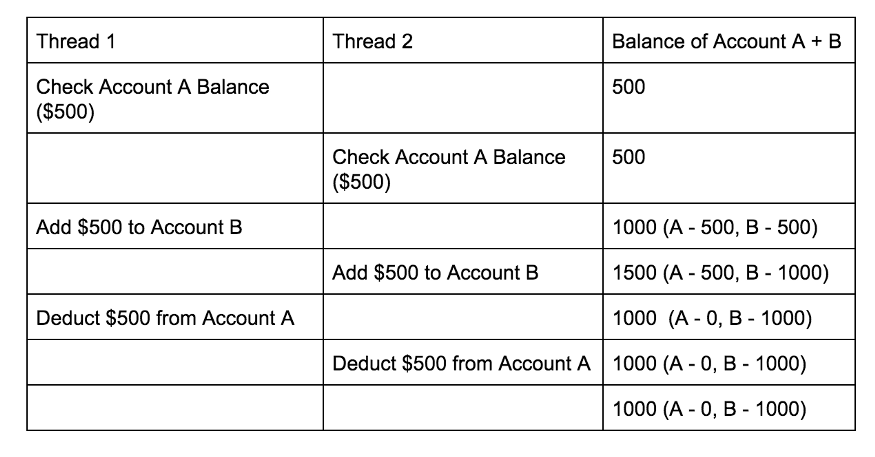 Thread 1
Thread 2
Balance of Account A + B
Check Account A Balance
($500)
500
Check Account A Balance
($500)
500
Add $500 to Account B
1000 (A - 500, B - 500)
Add $500 to Account B
1500 (A - 500, B - 1000)
Deduct $500 from Account A
1000  (A - 0, B - 1000)
Deduct $500 from Account A
1000 (A - 0, B - 1000)
1000 (A - 0, B - 1000)